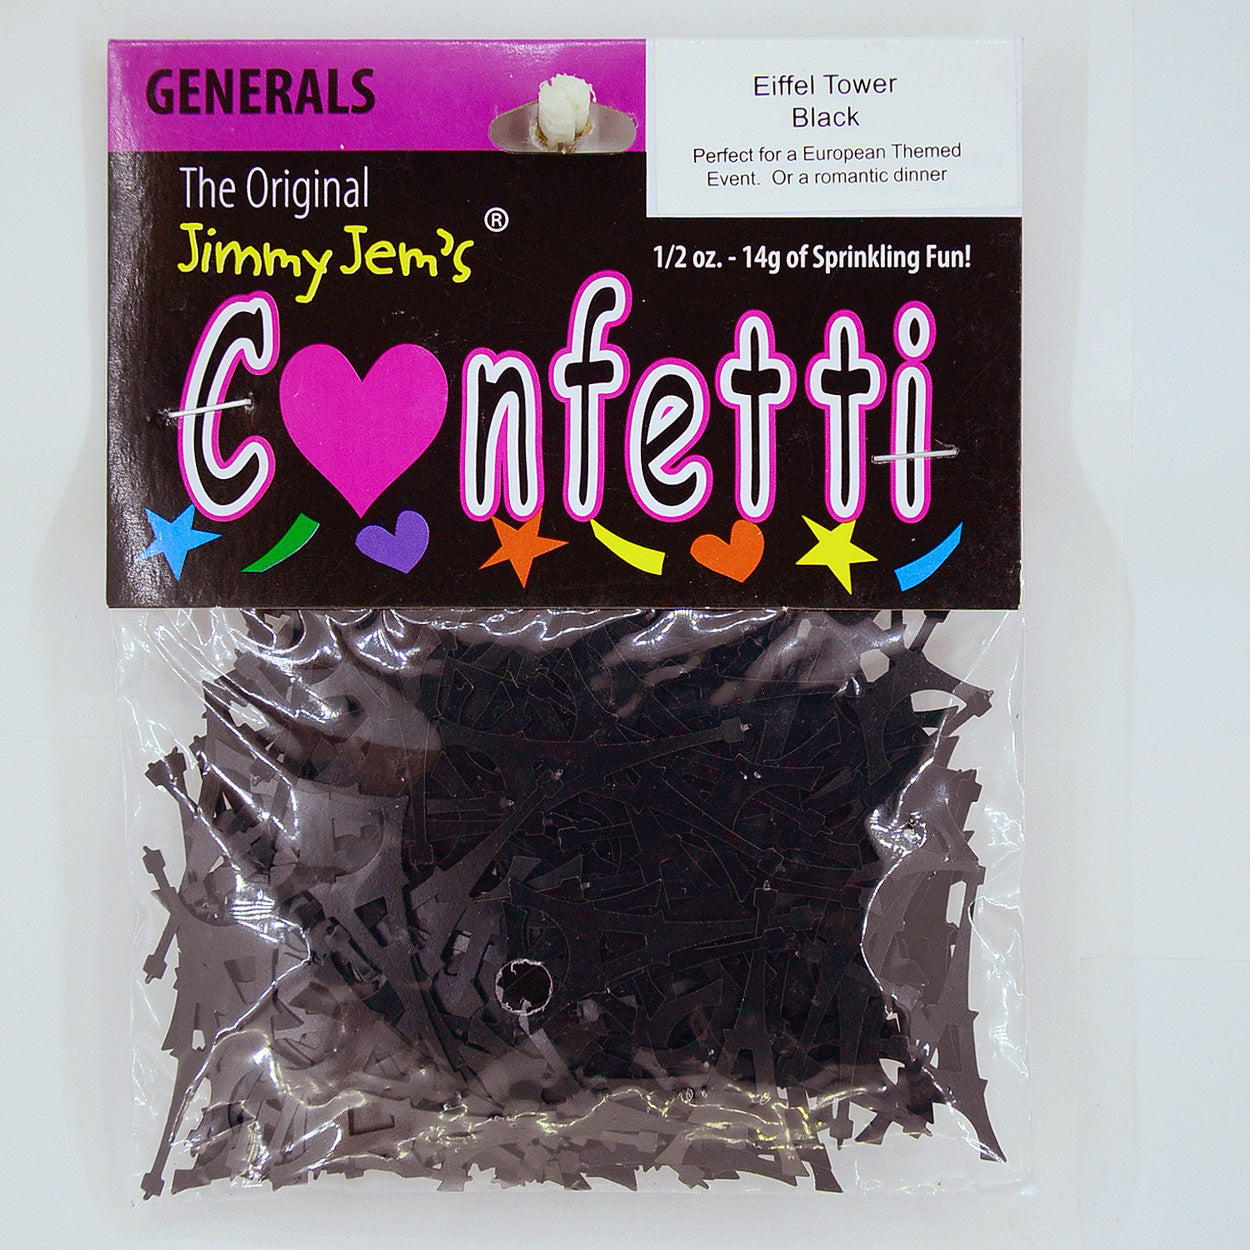 GENERALS
Eiffel Tower
Black
Perfect for a European Themed
Event. Or a romantic dinner
The Original
Jimmy Jem's ®
1/2 oz. - 14g of Sprinkling Fun!
Confetti